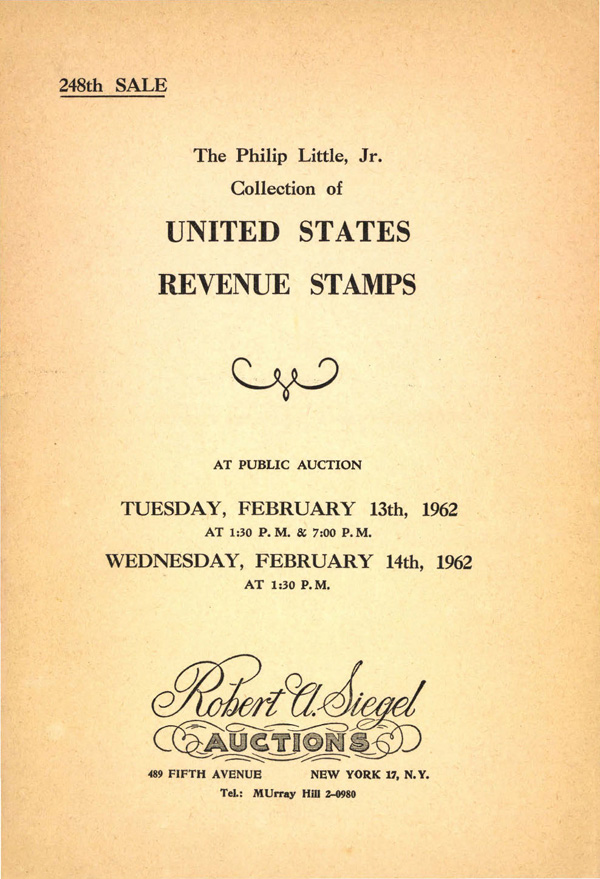 248th SALE
The Philip Little, Jr.
Collection of
UNITED STATES
REVENUE STAMPS
AT PUBLIC AUCTION
TUESDAY, FEBRUARY 13th, 1962
AT 1:30 P. M. & 7:00 P. M.
WEDNESDAY, FEBRUARY 14th, 1962
AT 1:30 P. M.
Robert A. Siegel
AUCTIONS
489 FIFTH AVENUE NEW YORK 17, N. Y.
Tel.: MUrray Hill 2-0980